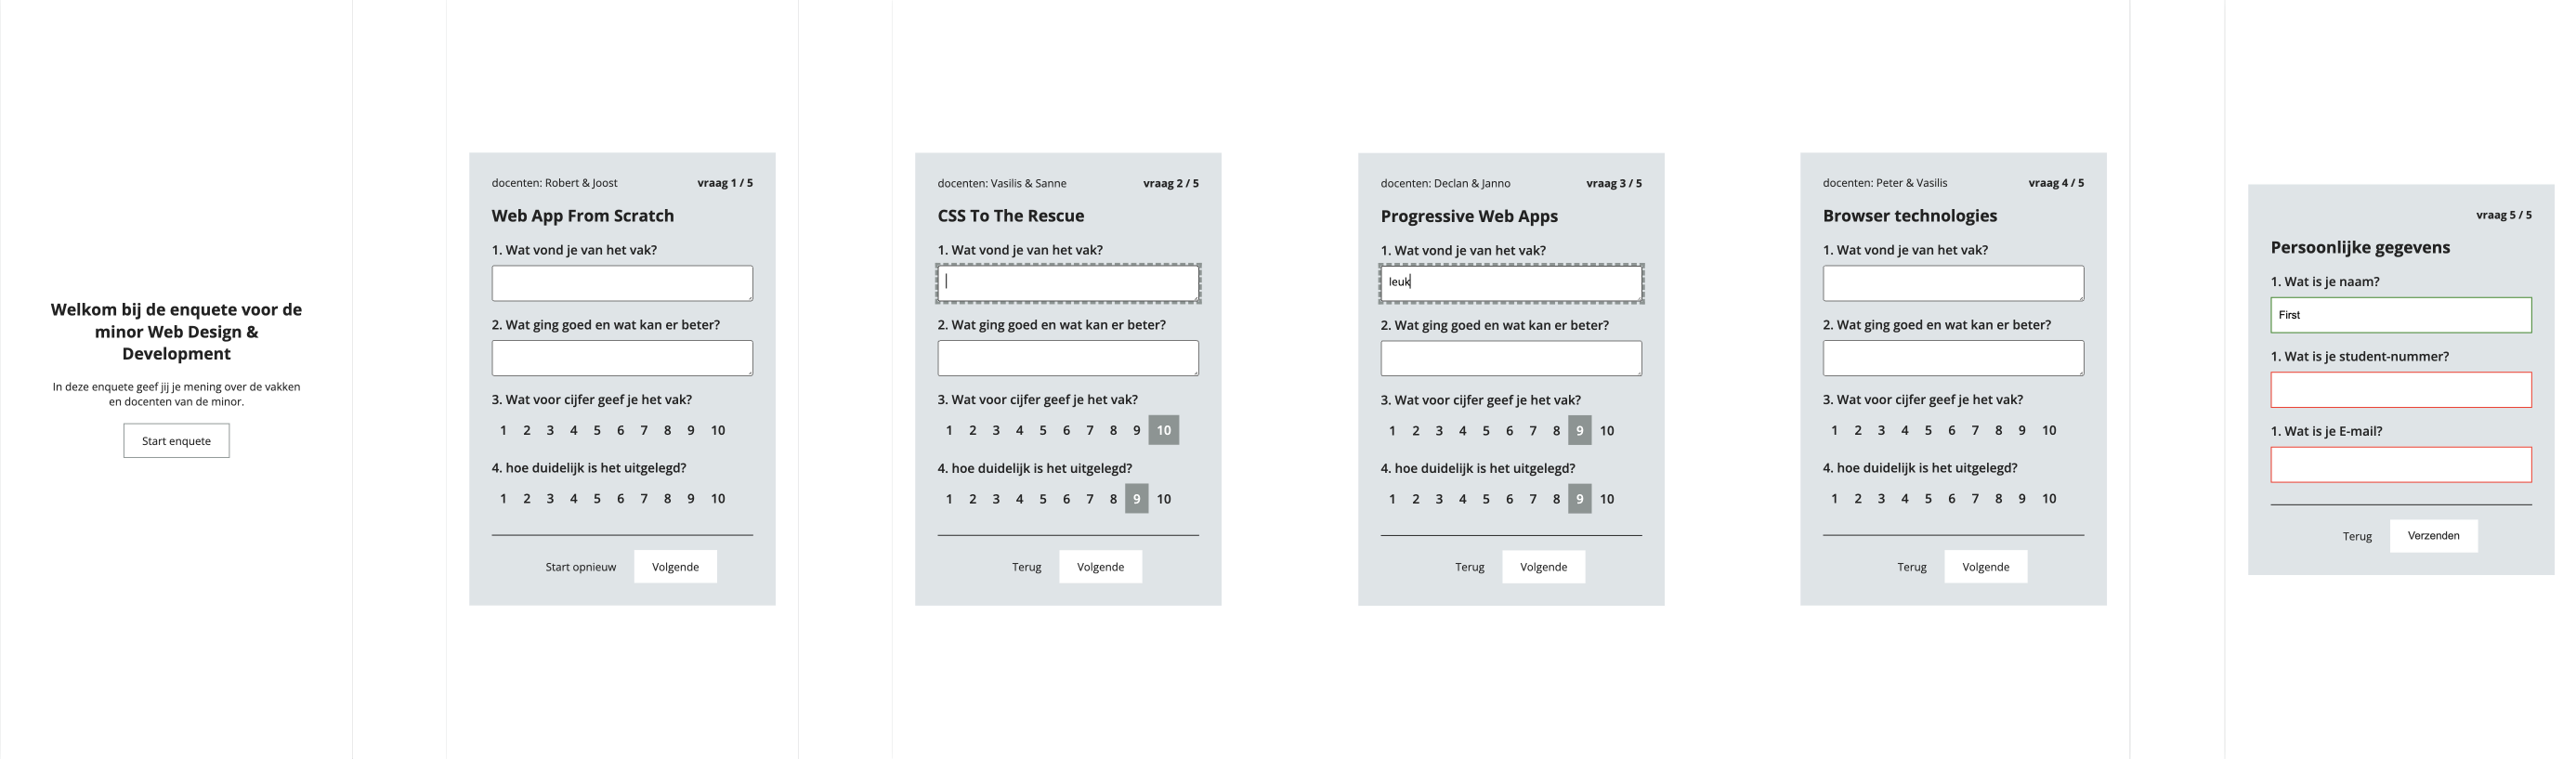 Welkom bij de enquete voor de
minor Web Design &
Development
In deze enquete geef jij je mening over de vakken
en docenten van de minor.
Start enquete
docenten: Robert & Joost vraag 1 / 5
Web App From Scratch
1. Wat vond je van het vak?
2. Wat ging goed en wat kan er beter?
3. Wat voor cijfer geef je het vak?
1 2 3 4 5 6 7 8 9 10
4. hoe duidelijk is het uitgelegd?
1 2 3 4 5 6 7 8 9 10
Start opnieuw Volgende
docenten: Vasilis & Sanne vraag 2 / 5
CSS To The Rescue
1. Wat vond je van het vak?
2. Wat ging goed en wat kan er beter?
3. Wat voor cijfer geef je het vak?
1 2 3 4 5 6 7 8 9 10
4. hoe duidelijk is het uitgelegd?
1 2 3 4 5 6 7 8 9 10
Terug Volgende
docenten: Declan & Janno vraag 3 / 5
Progressive Web Apps
1. Wat vond je van het vak?
leuk
2. Wat ging goed en wat kan er beter?
3. Wat voor cijfer geef je het vak?
1 2 3 4 5 6 7 8 9 10
4. hoe duidelijk is het uitgelegd?
1 2 3 4 5 6 7 8 9 10
Terug Volgende
docenten: Peter & Vasilis vraag 4 / 5
Browser technologies
1. Wat vond je van het vak?
2. Wat ging goed en wat kan er beter?
3. Wat voor cijfer geef je het vak?
1 2 3 4 5 6 7 8 9 10
4. hoe duidelijk is het uitgelegd?
1 2 3 4 5 6 7 8 9 10
Terug Volgende
vraag 5 / 5
Persoonlijke gegevens
1. Wat is je naam?
First
1. Wat is je student-nummer?
1. Wat is je E-mail?
Terug Verzenden